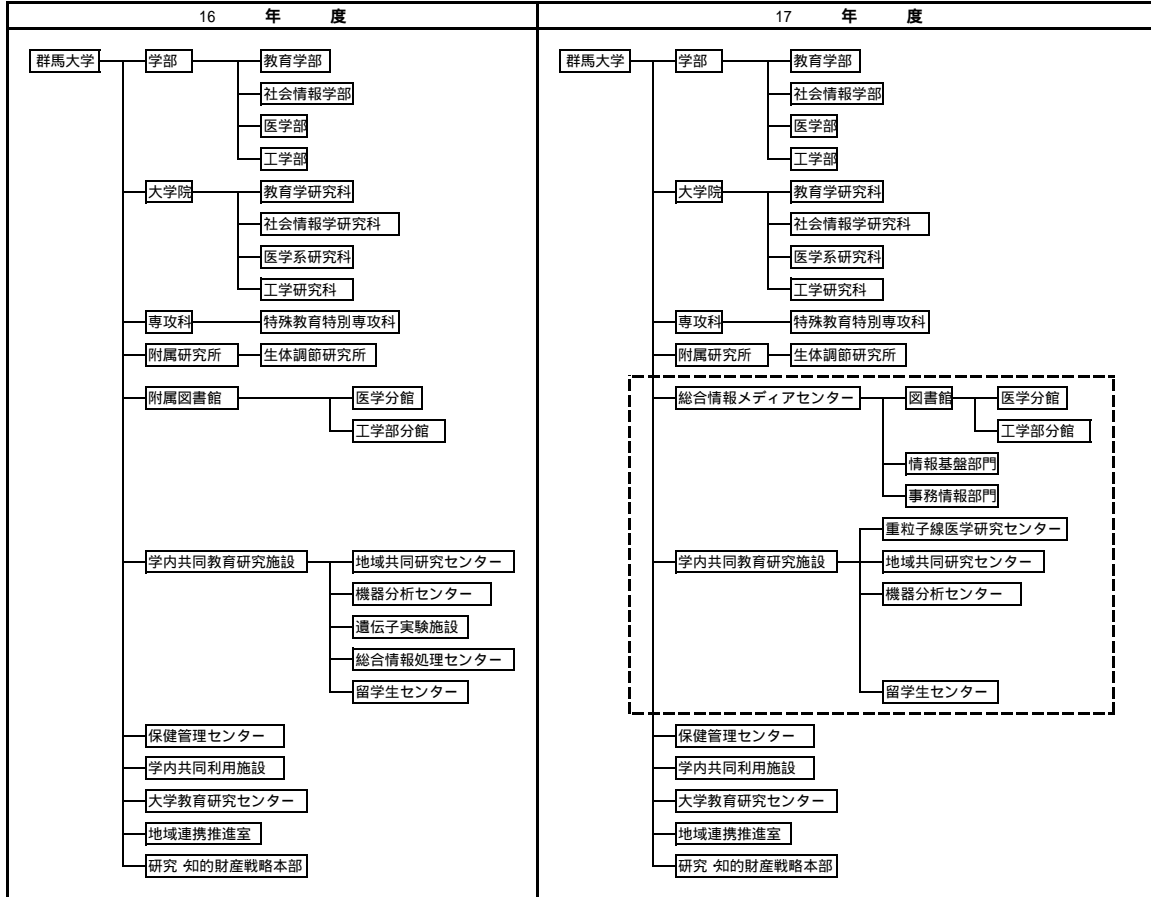 16 年 度
群馬大学
学部
教育学部
社会情報学部
医学部
工学部
大学院
教育学研究科
社会情報学研究科
医学系研究科
工学研究科
専攻科
特殊教育特別専攻科
附属研究所
生体調節研究所
附属図書館
医学分館
工学部分館
学内共同教育研究施設
地域共同研究センター
機器分析センター
遺伝子実験施設
総合情報処理センター
留学生センター
保健管理センター
学内共同利用施設
大学教育研究センター
地域連携推進室
研究・知的財産戦略本部
17 年 度
群馬大学
学部
教育学部
社会情報学部
医学部
工学部
大学院
教育学研究科
社会情報学研究科
医学系研究科
工学研究科
専攻科
特殊教育特別専攻科
附属研究所
生体調節研究所
総合情報メディアセンター
図書館
医学分館
工学部分館
情報基盤部門
事務情報部門
学内共同教育研究施設
重粒子線医学研究センター
地域共同研究センター
機器分析センター
留学生センター
保健管理センター
学内共同利用施設
大学教育研究センター
地域連携推進室
研究・知的財産戦略本部